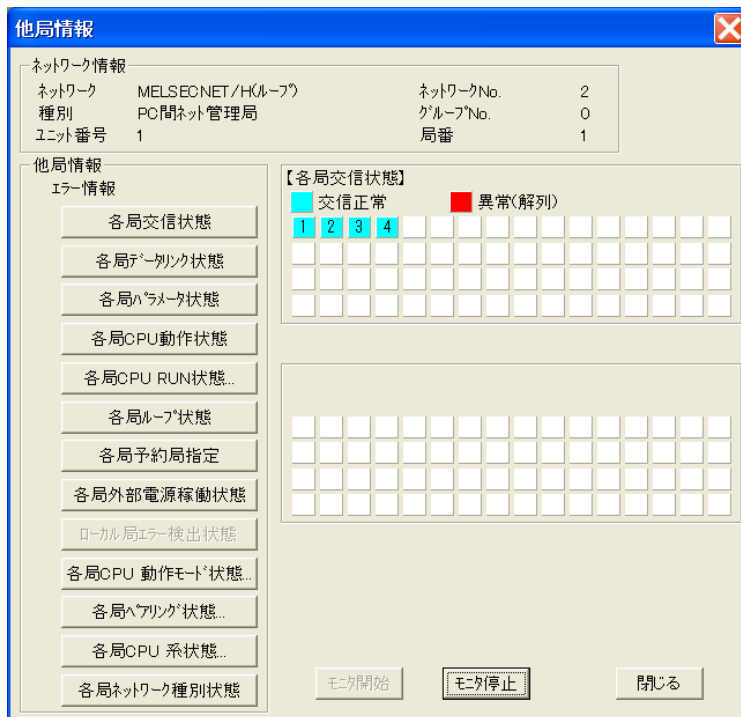 他局情報
ネットワーク情報
ネットワーク MELSECNET/H(ループ) ネットワークNo. 2
種別 PC間ネット管理局 グループNo. 0
ユニット番号 1 局番 1
他局情報
エラー情報
各局交信状態
各局データリンク状態
各局パラメータ状態
各局CPU動作状態
各局CPU RUN状態...
各局ループ状態
各局予約局指定
各局外部電源稼働状態
ローカル局エラー検出状態
各局CPU 動作モード状態...
各局ペアリング状態...
各局CPU 系状態...
各局ネットワーク種別状態
【各局交信状態】
交信正常 異常(解列)
1 2 3 4
モニタ開始 モニタ停止 閉じる